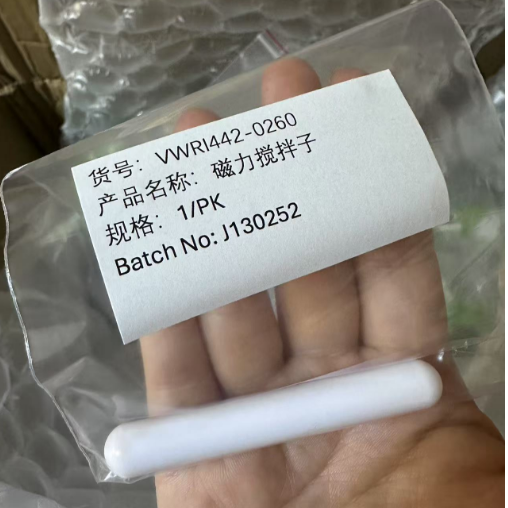 货号：VWRI442-0260
产品名称：磁力搅拌子
规格：1/PK
Batch No: J130252